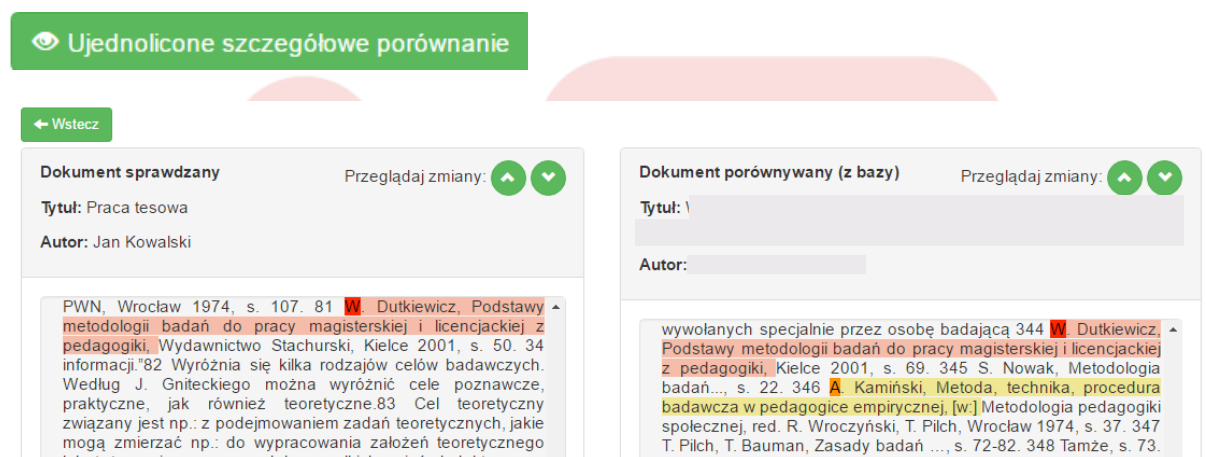 Ujednolicone szczegółowe porównanie
Wstecz
Dokument sprawdzany
Przeglądaj zmiany:
Tytuł: Praca tesowa
Autor: Jan Kowalski
PWN, Wrocław 1974, s. 107. 81 W. Dutkiewicz, Podstawy
metodologii badań do pracy magisterskiej i licencjackiej z
pedagogiki, Wydawnictwo Stachurski, Kielce 2001, s. 50. 34
informacji."82 Wyróżnia się kilka rodzajów celów badawczych.
Według J. Gniteckiego można wyróżnić cele poznawcze,
praktyczne, jak również teoretyczne.83 Cel teoretyczny
związany jest np.: z podejmowaniem zadań teoretycznych, jakie
mogą zmierzać np.: do wypracowania założeń teoretycznego
Dokument porównywany (z bazy)
Przeglądaj zmiany:
Tytuł:
Autor:
wywołanych specjalnie przez osobę badającą 344 W. Dutkiewicz,
Podstawy metodologii badań do pracy magisterskiej i licencjackiej
z pedagogiki, Kielce 2001, s. 69. 345 S. Nowak, Metodologia
badań..., s. 22. 346 A. Kamiński, Metoda, technika, procedura
badawcza w pedagogice empirycznej, [w:] Metodologia pedagogiki
społecznej, red. R. Wroczyński, T. Pilch, Wrocław 1974, s. 37. 347
T. Pilch, T. Bauman, Zasady badań ..., s. 72-82. 348 Tamże, s. 73.